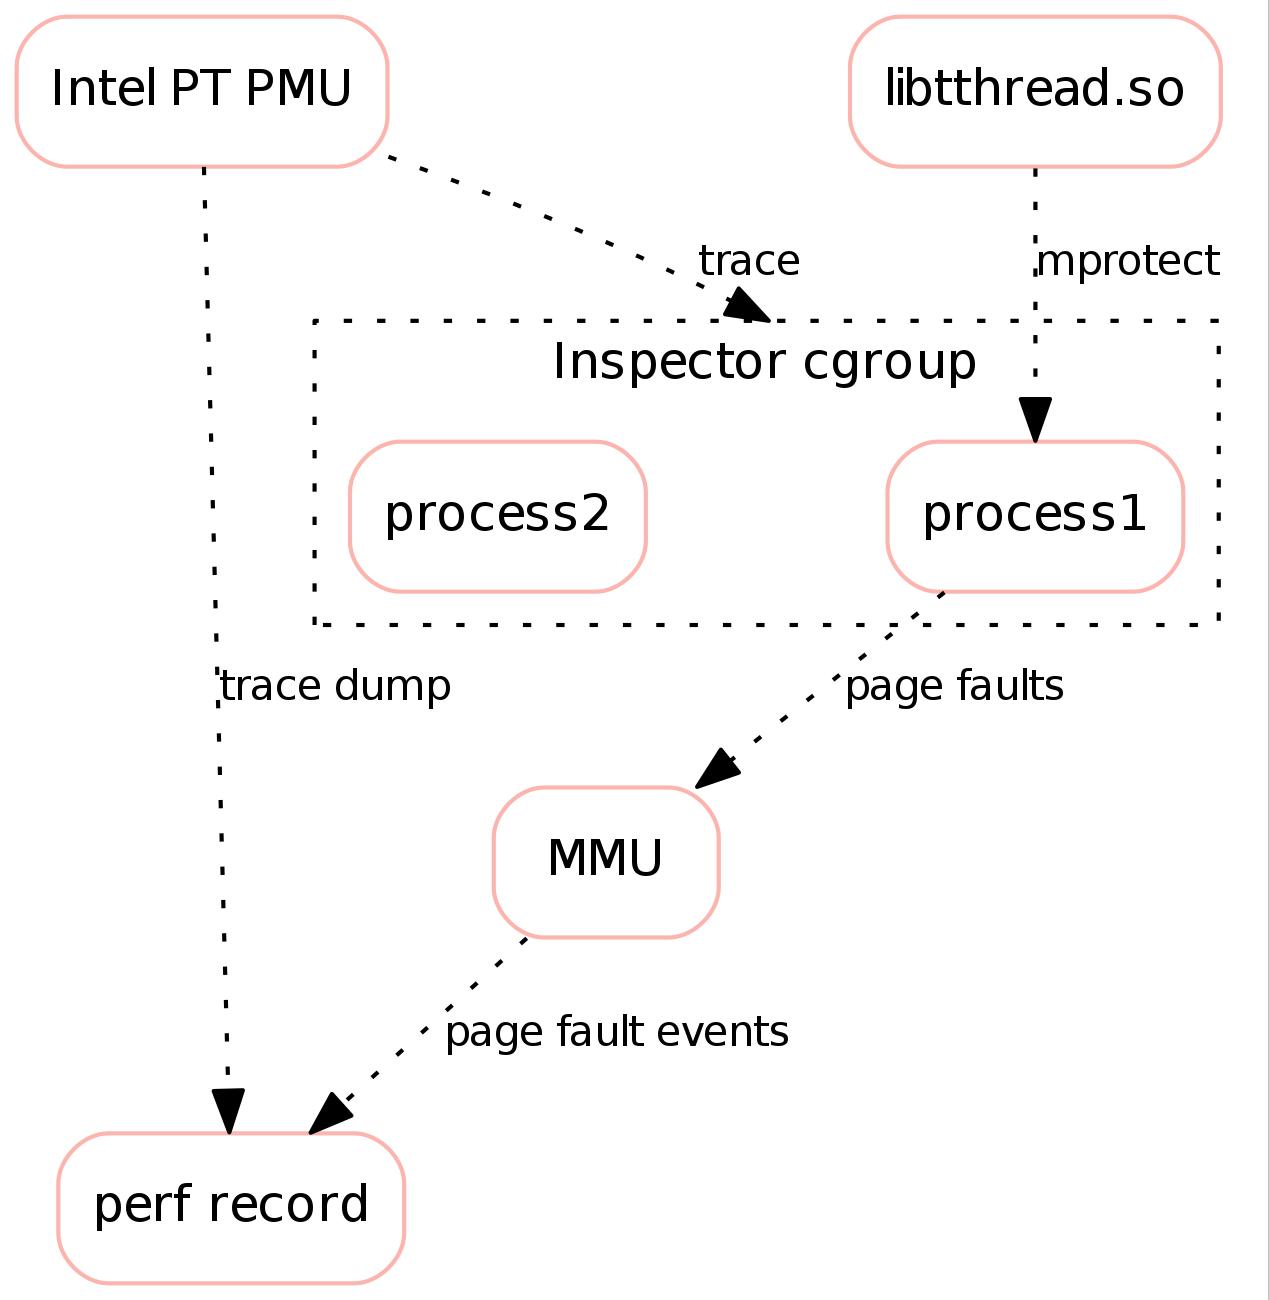 Intel PT PMU
libtthread.so
trace
mprotect
Inspector cgroup
process2
process1
trace dump
page faults
MMU
page fault events
perf record